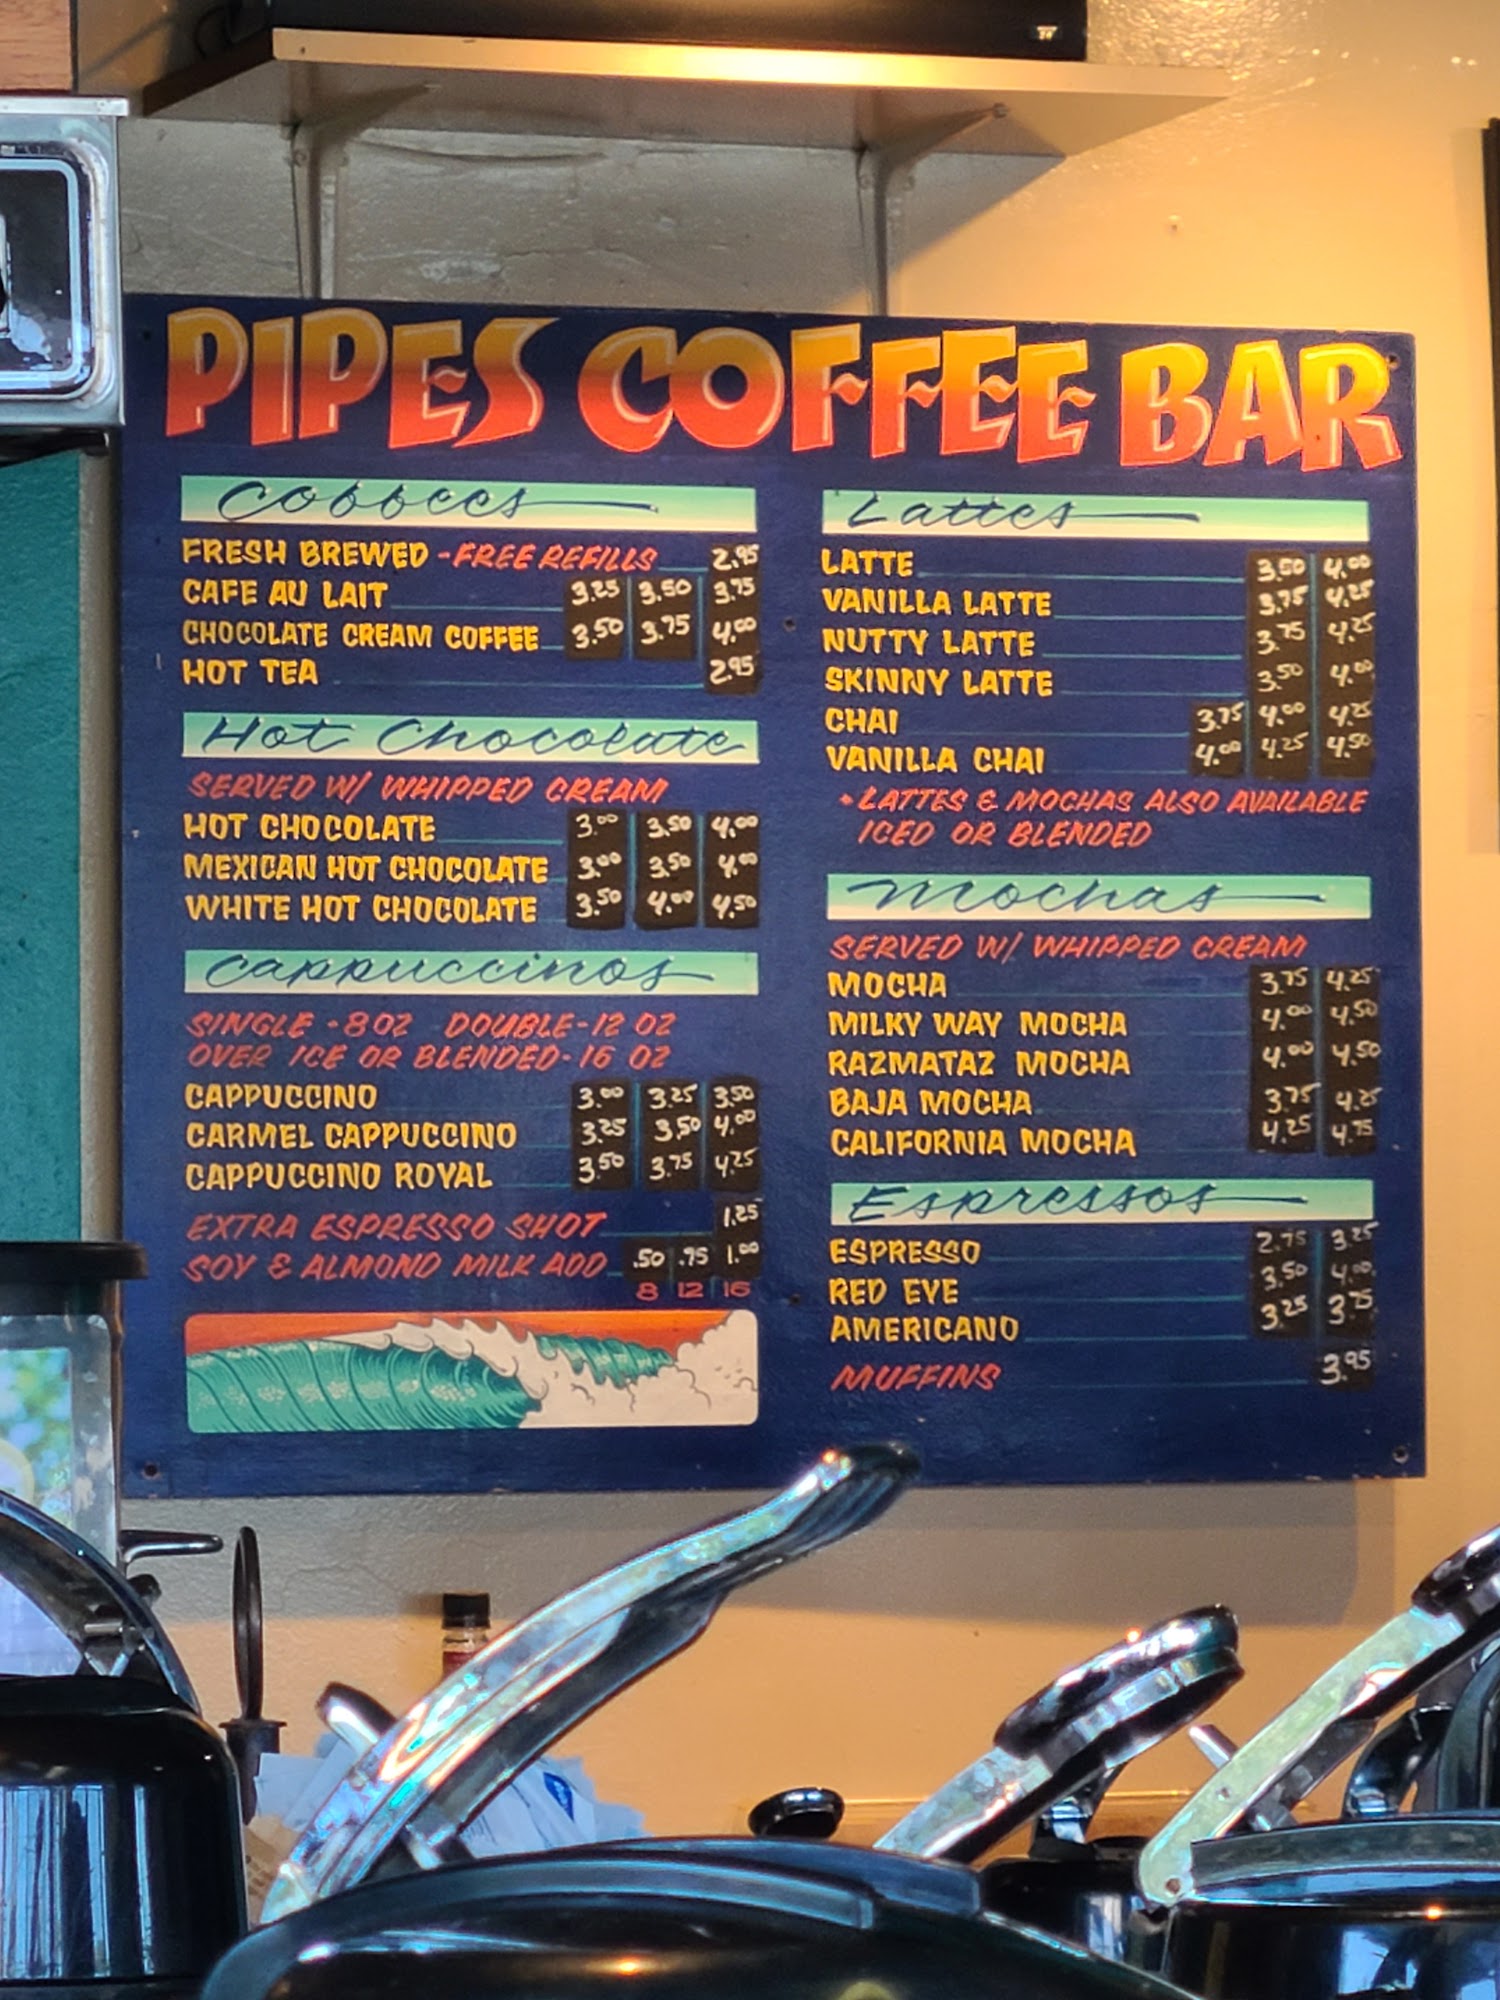 PIPES COFFEE BAR
Coffees
FRESH BREWED - FREE REFILLS 2.95
CAFE AU LAIT 3.25 3.50 3.75
CHOCOLATE CREAM COFFEE 3.50 3.75 4.00
HOT TEA 2.95
Hot Chocolate
SERVED W/ WHIPPED CREAM
HOT CHOCOLATE 3.00 3.50 4.00
MEXICAN HOT CHOCOLATE 3.00 3.50 4.00
WHITE HOT CHOCOLATE 3.50 4.00 4.50
Cappuccinos
SINGLE - 8 OZ DOUBLE - 12 OZ
OVER ICE OR BLENDED - 16 OZ
CAPPUCCINO 3.00 3.25 3.50
CARMEL CAPPUCCINO 3.25 3.50 4.00
CAPPUCCINO ROYAL 3.50 3.75 4.25
EXTRA ESPRESSO SHOT 1.25
SOY & ALMOND MILK ADD .50 .75 1.00
8 12 16
Lattes
LATTE 3.50 4.00
VANILLA LATTE 3.75 4.25
NUTTY LATTE 3.75 4.25
SKINNY LATTE 3.50 4.00
CHAI 3.75 4.00 4.25
VANILLA CHAI 4.00 4.25 4.50
• LATTES & MOCHAS ALSO AVAILABLE
ICED OR BLENDED
Mochas
SERVED W/ WHIPPED CREAM
MOCHA 3.75 4.25
MILKY WAY MOCHA 4.00 4.50
RAZMATAZ MOCHA 4.00 4.50
BAJA MOCHA 3.75 4.25
CALIFORNIA MOCHA 4.25 4.75
Espressos
ESPRESSO 2.75 3.25
RED EYE 3.50 4.00
AMERICANO 3.25 3.75
MUFFINS 3.95